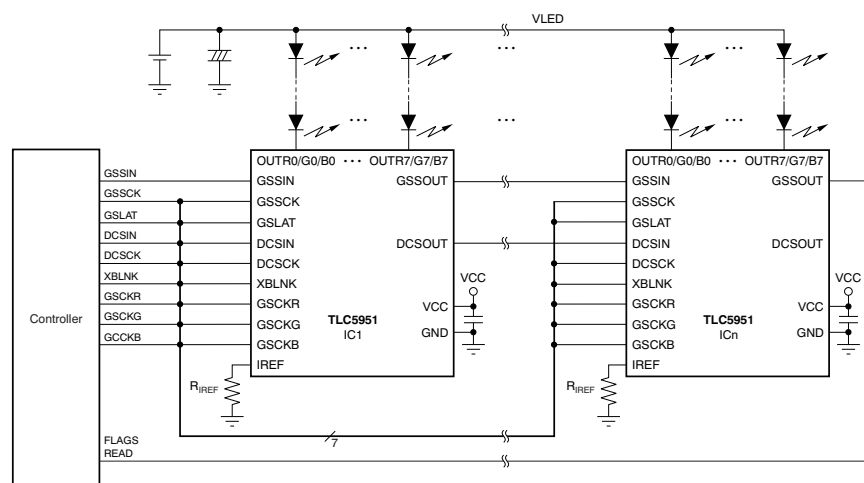 VLED
... ...
...
... ...
...
OUTR0/G0/B0 ... OUTR7/G7/B7
GSSIN
GSSCK
GSLAT
DCSIN
DCSCK
XBLNK
GSCKR
GSCKG
GSCKB
IREF
GSSOUT
DCSOUT
VCC
VCC
GND
TLC5951
IC1
RIREF
OUTR0/G0/B0 ... OUTR7/G7/B7
GSSIN
GSSCK
GSLAT
DCSIN
DCSCK
XBLNK
GSCKR
GSCKG
GSCKB
IREF
GSSOUT
DCSOUT
VCC
VCC
GND
TLC5951
ICn
RIREF
Controller
GSSIN
GSSCK
GSLAT
DCSIN
DCSCK
XBLNK
GSCKR
GSCKG
GCCKB
FLAGS
READ
7